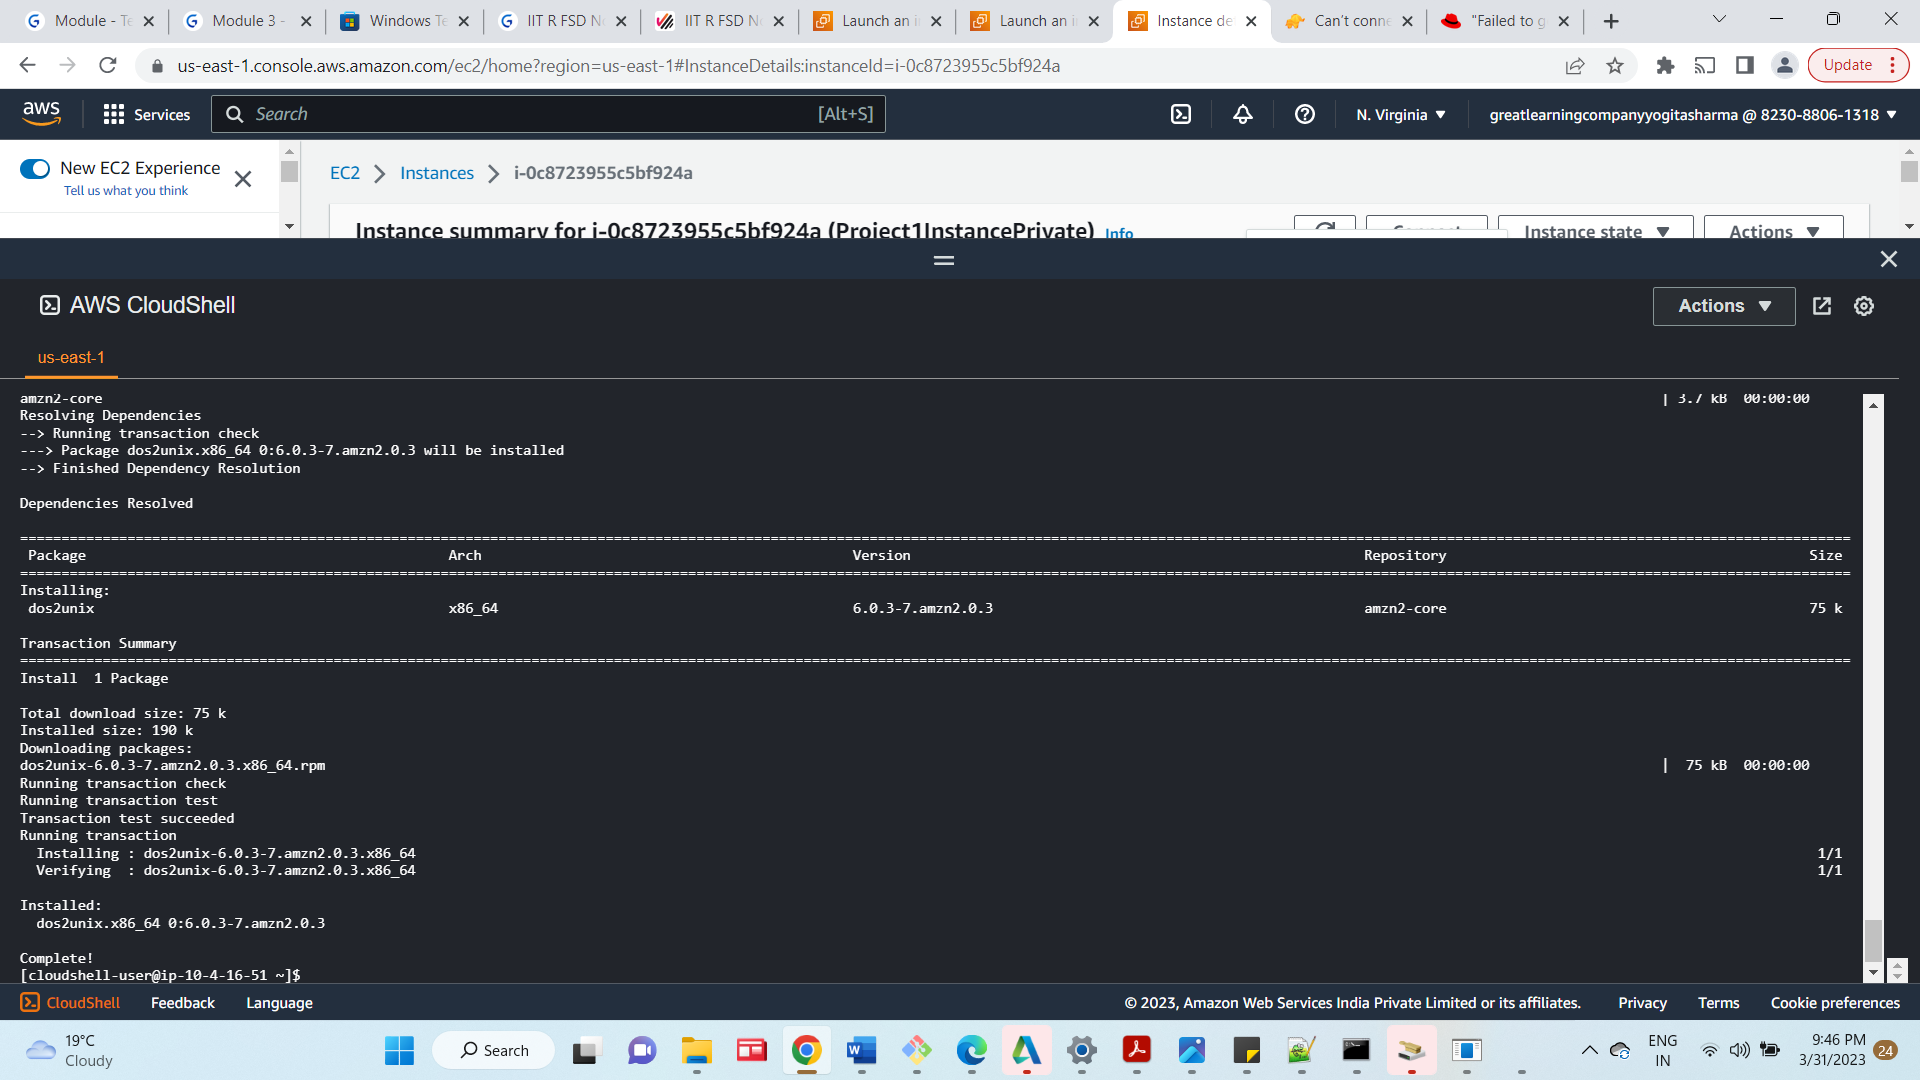 Module - Te
Module 3 -
Windows Te
IIT R FSD No
IIT R FSD No
Launch an i
Launch an i
Instance de
Can't conne
"Failed to g
us-east-1.console.aws.amazon.com/ec2/home?region=us-east-1#InstanceDetails:instanceId=i-0c8723955c5bf924a
Update
aws
Services
Search
[Alt+S]
N. Virginia
greatlearningcompanyyogitasharma @ 8230-8806-1318
New EC2 Experience
Tell us what you think
EC2 > Instances > i-0c8723955c5bf924a
Instance summary for i-0c8723955c5bf924a (Project1InstancePrivate) Info
Connect
Instance state
Actions
AWS CloudShell
Actions
us-east-1
amzn2-core | 3.7 kB 00:00:00
Resolving Dependencies
--> Running transaction check
---> Package dos2unix.x86_64 0:6.0.3-7.amzn2.0.3 will be installed
--> Finished Dependency Resolution
Dependencies Resolved
Package Arch Version Repository Size
Installing:
dos2unix x86_64 6.0.3-7.amzn2.0.3 amzn2-core 75 k
Transaction Summary
Install 1 Package
Total download size: 75 k
Installed size: 190 k
Downloading packages:
dos2unix-6.0.3-7.amzn2.0.3.x86_64.rpm | 75 kB 00:00:00
Running transaction check
Running transaction test
Transaction test succeeded
Running transaction
Installing : dos2unix-6.0.3-7.amzn2.0.3.x86_64 1/1
Verifying : dos2unix-6.0.3-7.amzn2.0.3.x86_64 1/1
Installed:
dos2unix.x86_64 0:6.0.3-7.amzn2.0.3
Complete!
[cloudshell-user@ip-10-4-16-51 ~]$
CloudShell
Feedback
Language
© 2023, Amazon Web Services India Private Limited or its affiliates.
Privacy
Terms
Cookie preferences
19°C
Cloudy
Search
ENG
IN
9:46 PM
3/31/2023
24